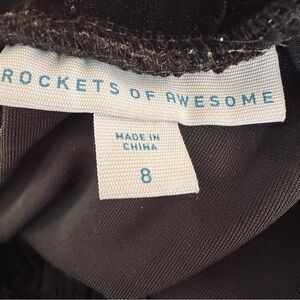 ROCKETS OF AWESOME
MADE IN
CHINA
8